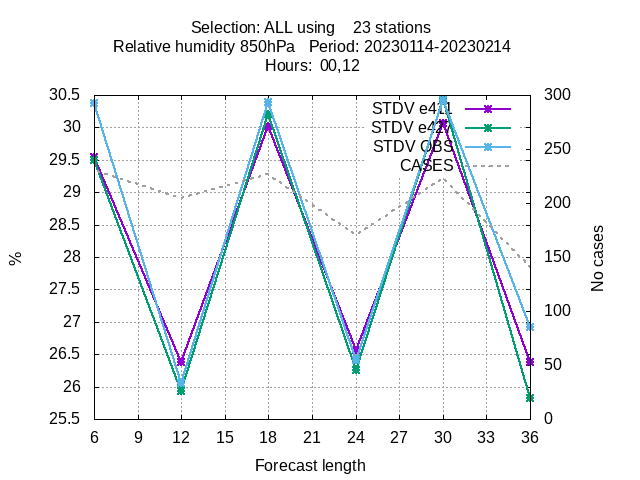 Selection: ALL using    23 stations
Relative humidity 850hPa   Period: 20230114-20230214
Hours:  00,12
STDV e411
STDV e42
STDV OBS
CASES
30.5
30
29.5
29
28.5
28
27.5
27
26.5
26
25.5
%
300
250
200
150
100
50
0
No cases
6 9 12 15 18 21 24 27 30 33 36
Forecast length